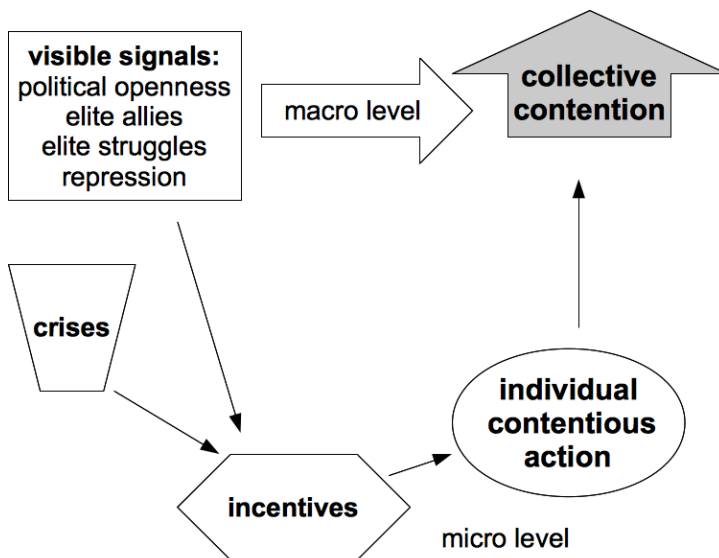 visible signals:
political openness
elite allies
elite struggles
repression
macro level
collective
contention
crises
individual
contentious
action
incentives
micro level